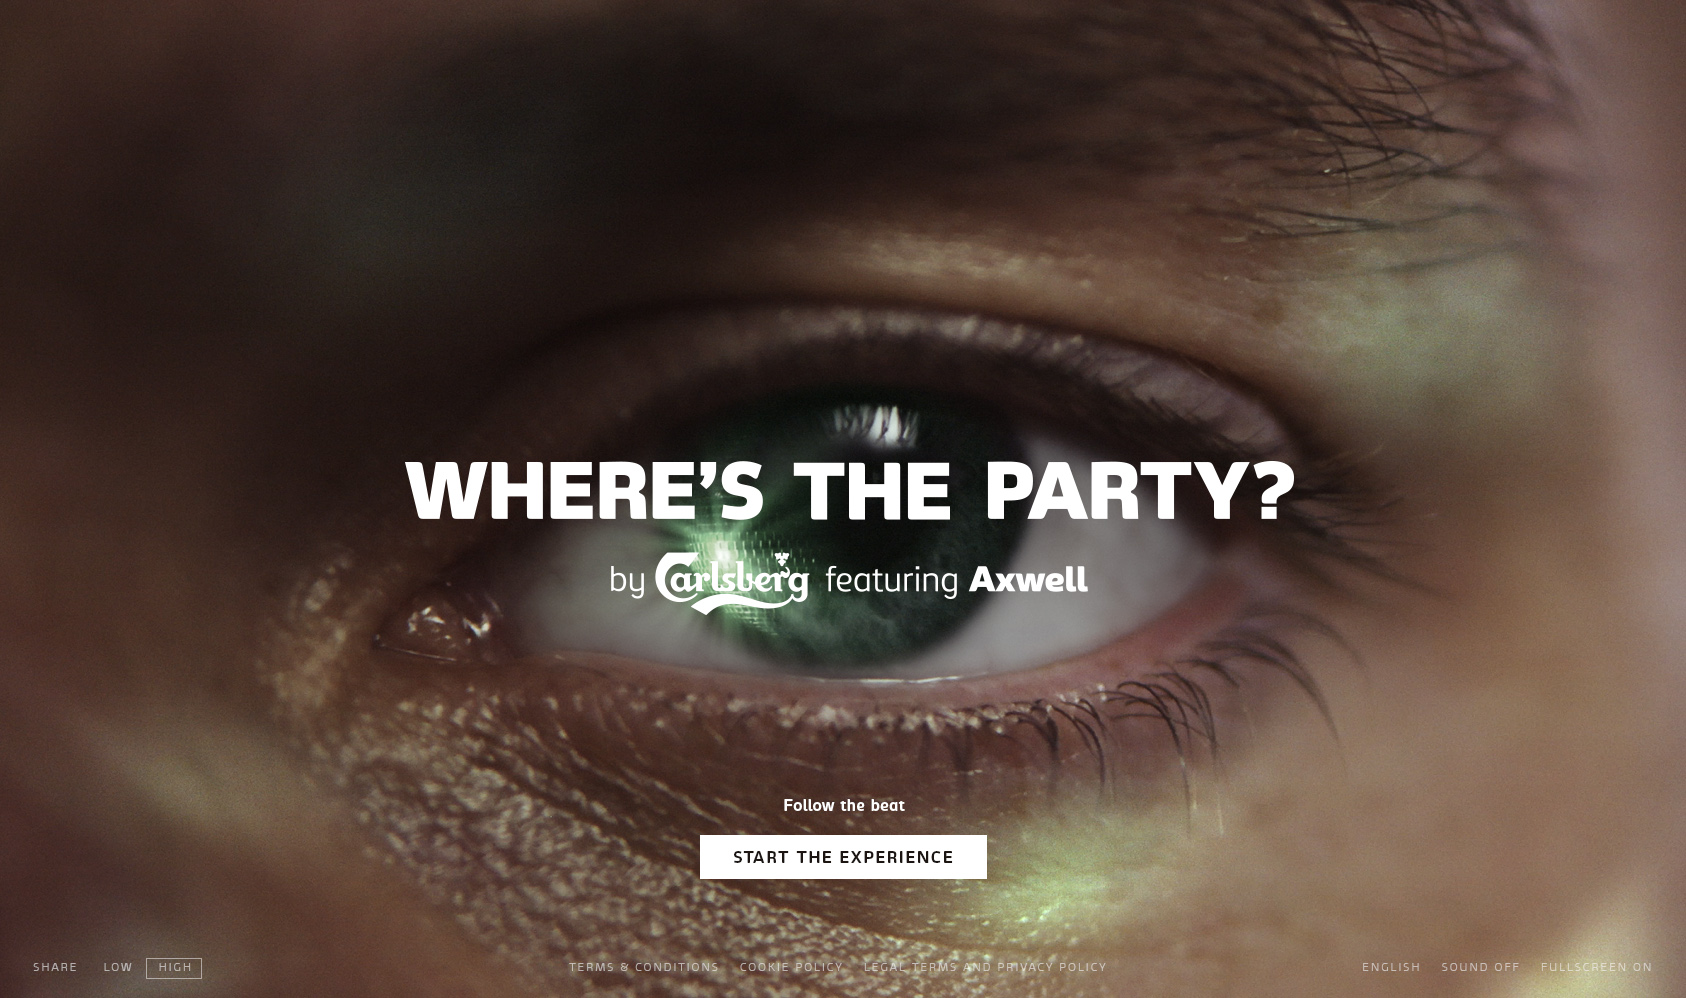 WHERE'S THE PARTY?
by Carlsberg featuring Axwell
Follow the beat
START THE EXPERIENCE
SHARE LOW HIGH TERMS & CONDITIONS COOKIE POLICY LEGAL TERMS AND PRIVACY POLICY ENGLISH SOUND OFF FULLSCREEN ON